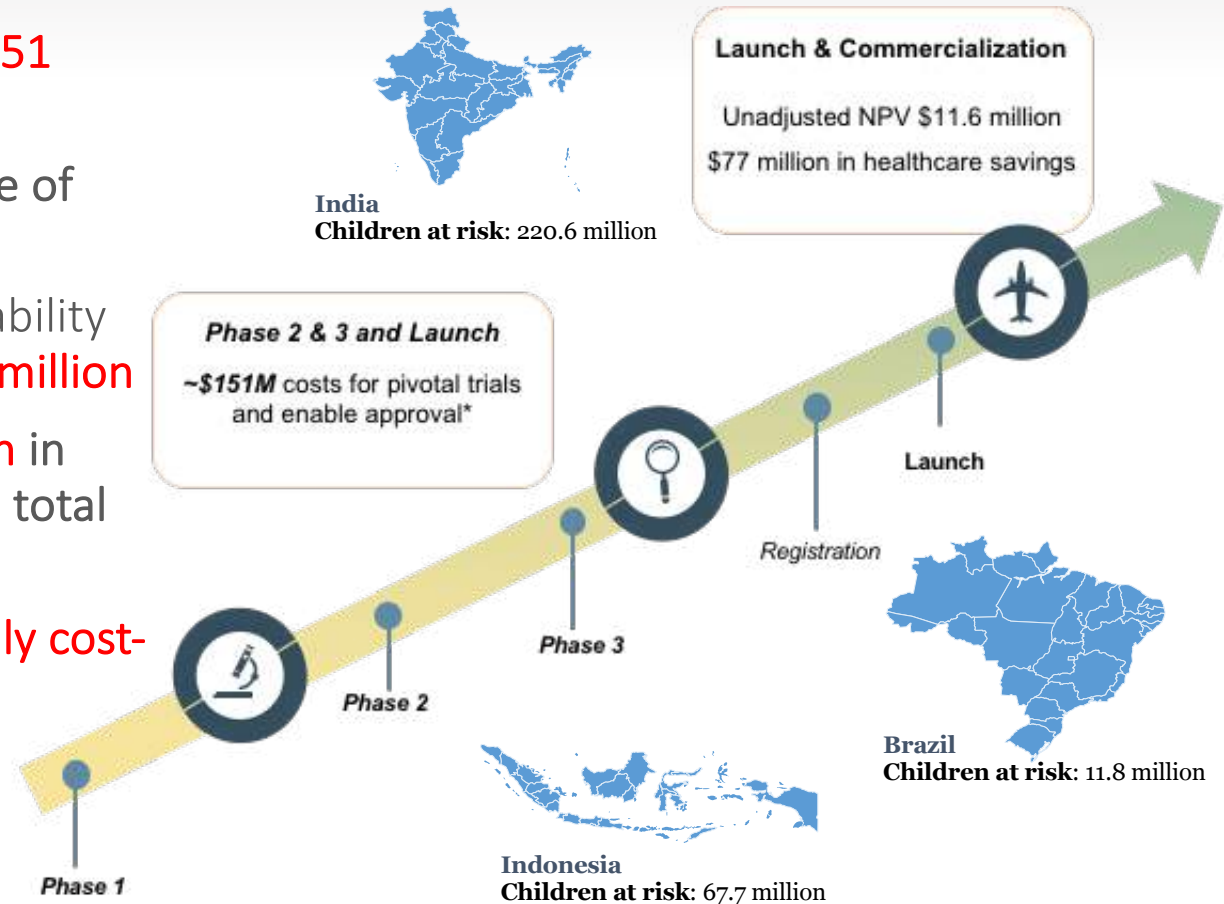 51
e of
ability
million
n in
total
ly cost-
India
Children at risk: 220.6 million
Launch & Commercialization
Unadjusted NPV $11.6 million
$77 million in healthcare savings
Phase 2 & 3 and Launch
~$151M costs for pivotal trials
and enable approval*
Phase 1
Phase 2
Phase 3
Registration
Launch
Brazil
Children at risk: 11.8 million
Indonesia
Children at risk: 67.7 million